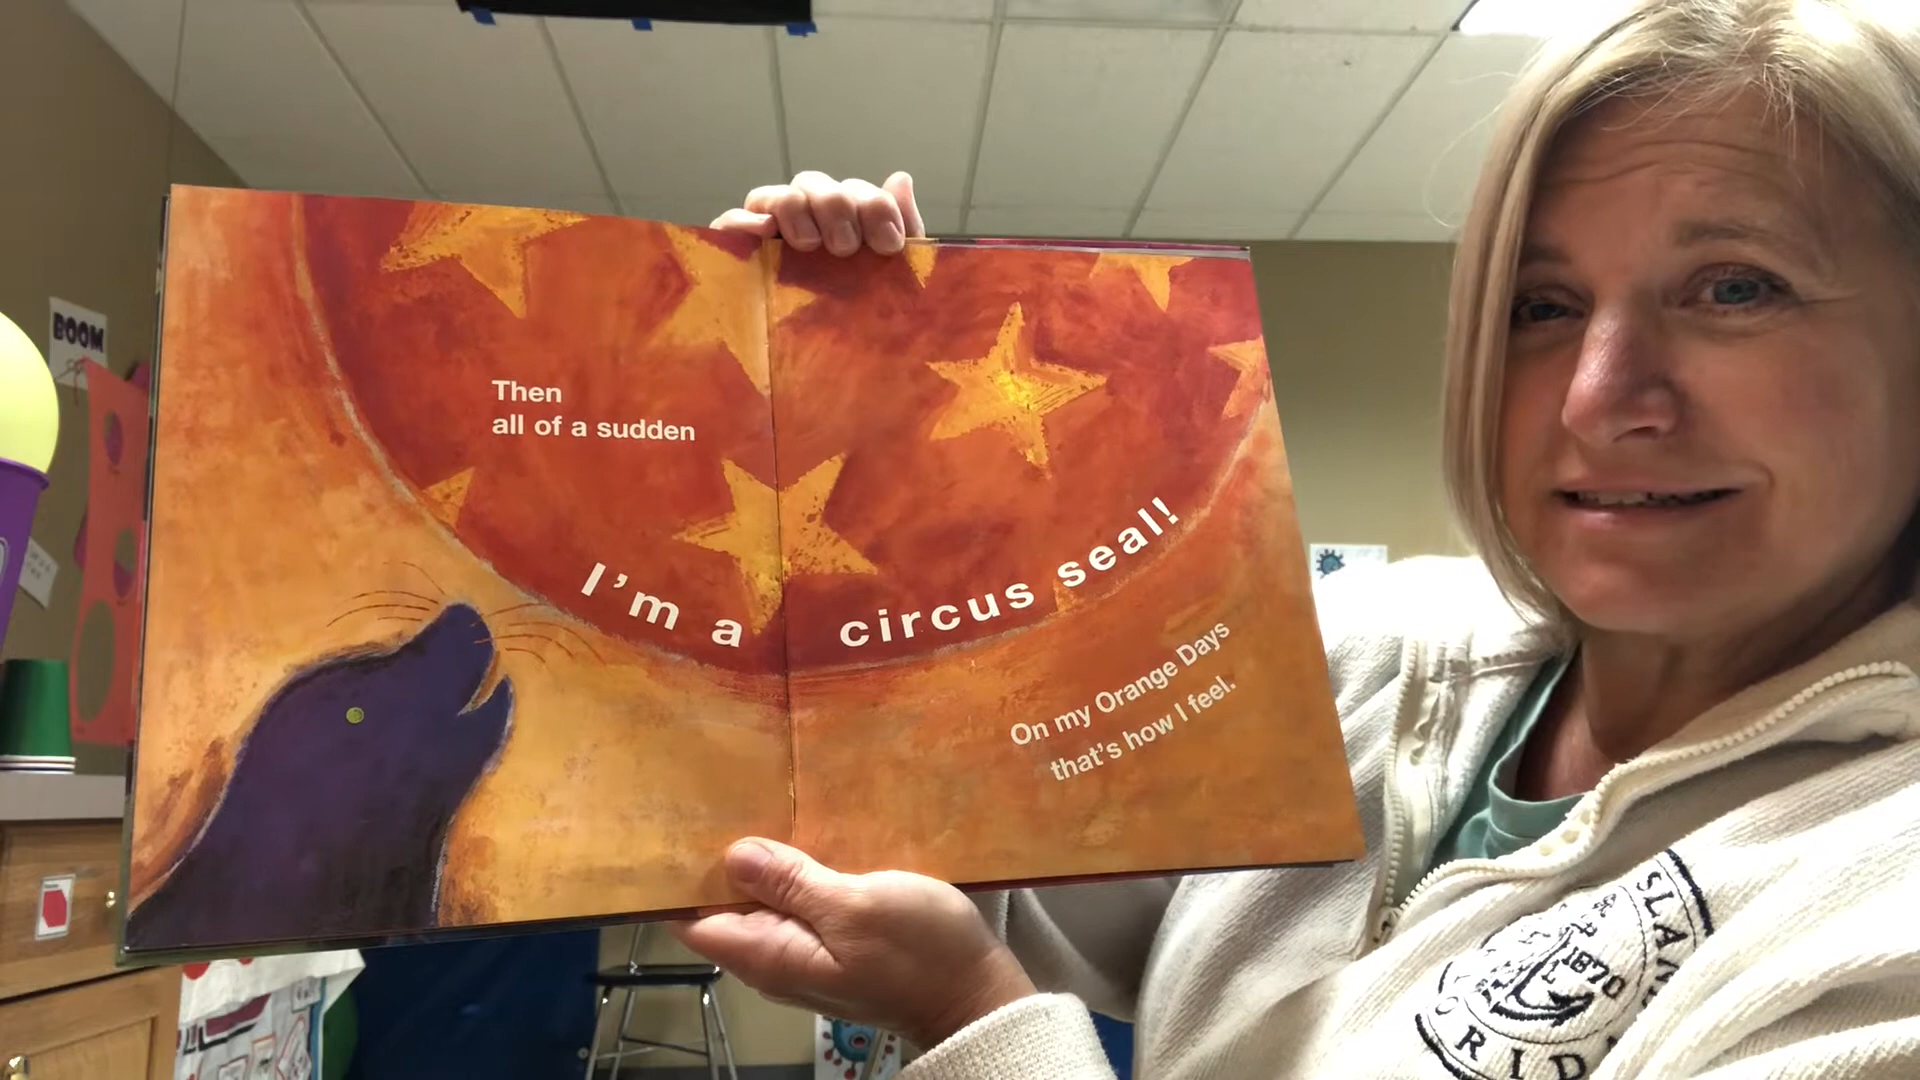 BOOM
Then
all of a sudden
I'm a circus seal!
On my Orange Days
that's how I feel.
1870